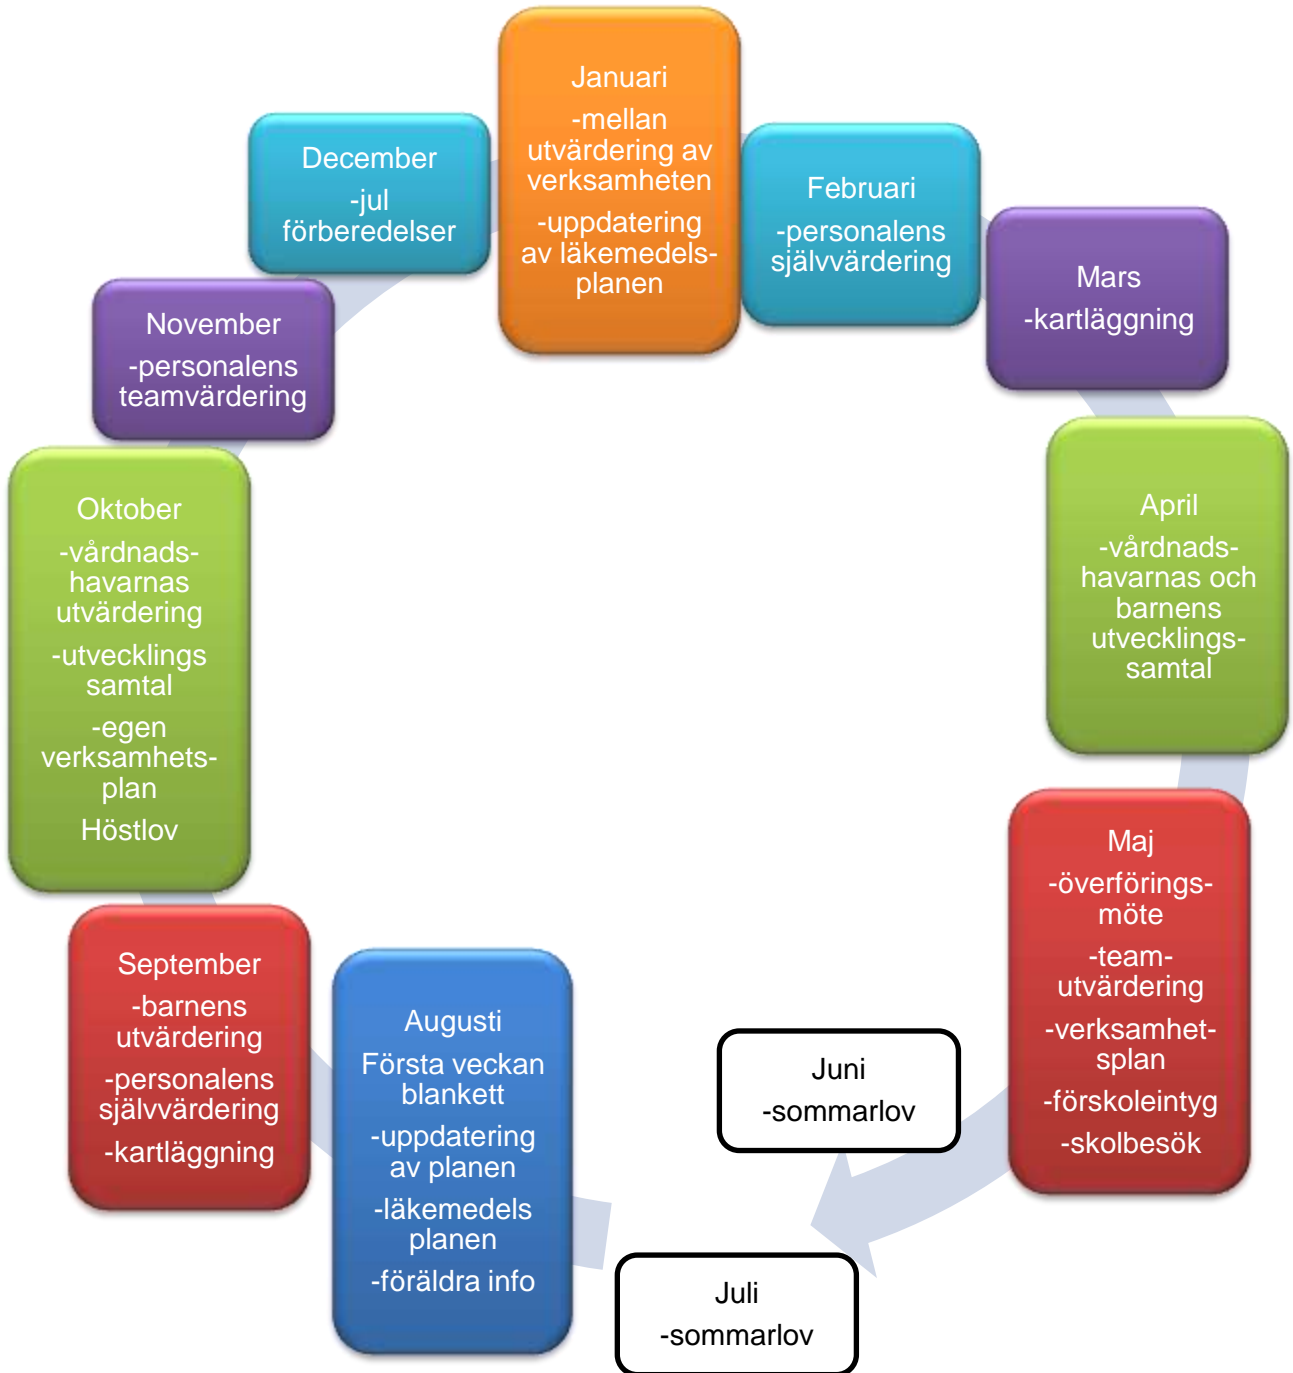 Januari
-mellan
utvärdering av
verksamheten
-uppdatering
av läkemedels-
planen
Februari
-personalens
självvärdering
Mars
-kartläggning
April
-vårdnads-
havarnas och
barnens
utvecklings-
samtal
Maj
-överförings-
möte
-team-
utvärdering
-verksamhet-
splan
-förskoleintyg
-skolbesök
Juni
-sommarlov
Juli
-sommarlov
Augusti
Första veckan
blankett
-uppdatering
av planen
-läkemedels
planen
-föräldra info
September
-barnens
utvärdering
-personalens
självvärdering
-kartläggning
Oktober
-vårdnads-
havarnas
utvärdering
-utvecklings
samtal
-egen
verksamhets-
plan
Höstlov
November
-personalens
teamvärdering
December
-jul
förberedelser